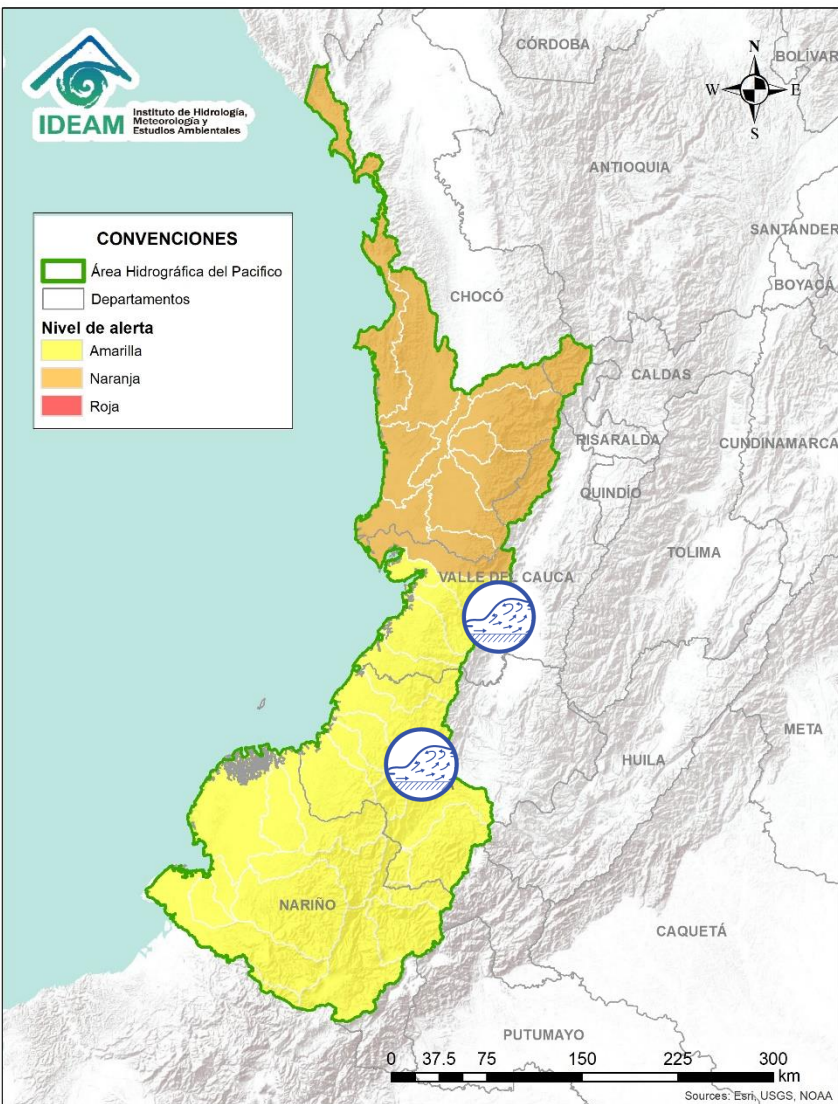 IDEAM
Instituto de Hidrología,
Meteorología y
Estudios Ambientales
N
W
E
S
CÓRDOBA
BOLÍVAR
ANTIOQUIA
SANTANDER
BOYACÁ
CHOCÓ
CONVENCIONES
Área Hidrográfica del Pacifico
Departamentos
Nivel de alerta
Amarilla
Naranja
Roja
CALDAS
RISARALDA
CUNDINAMARCA
QUINDÍO
TOLIMA
VALLE DEL CAUCA
META
HUILA
NARIÑO
CAQUETÁ
PUTUMAYO
0 37.5 75 150 225 300
km
Sources: Esri, USGS, NOAA